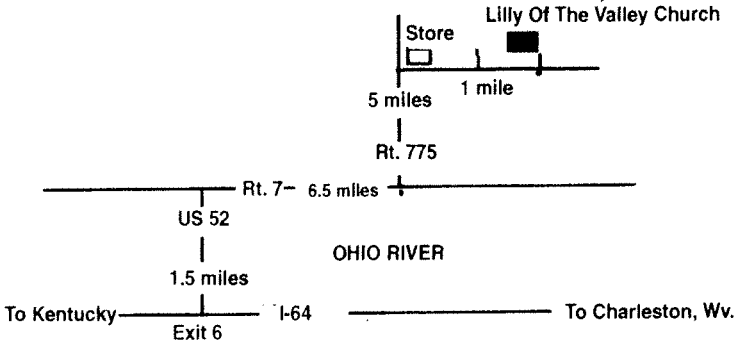 Lilly Of The Valley Church
Store
5 miles
1 mile
Rt. 775
Rt. 7
6.5 miles
US 52
OHIO RIVER
1.5 miles
To Kentucky
I-64
To Charleston, Wv.
Exit 6